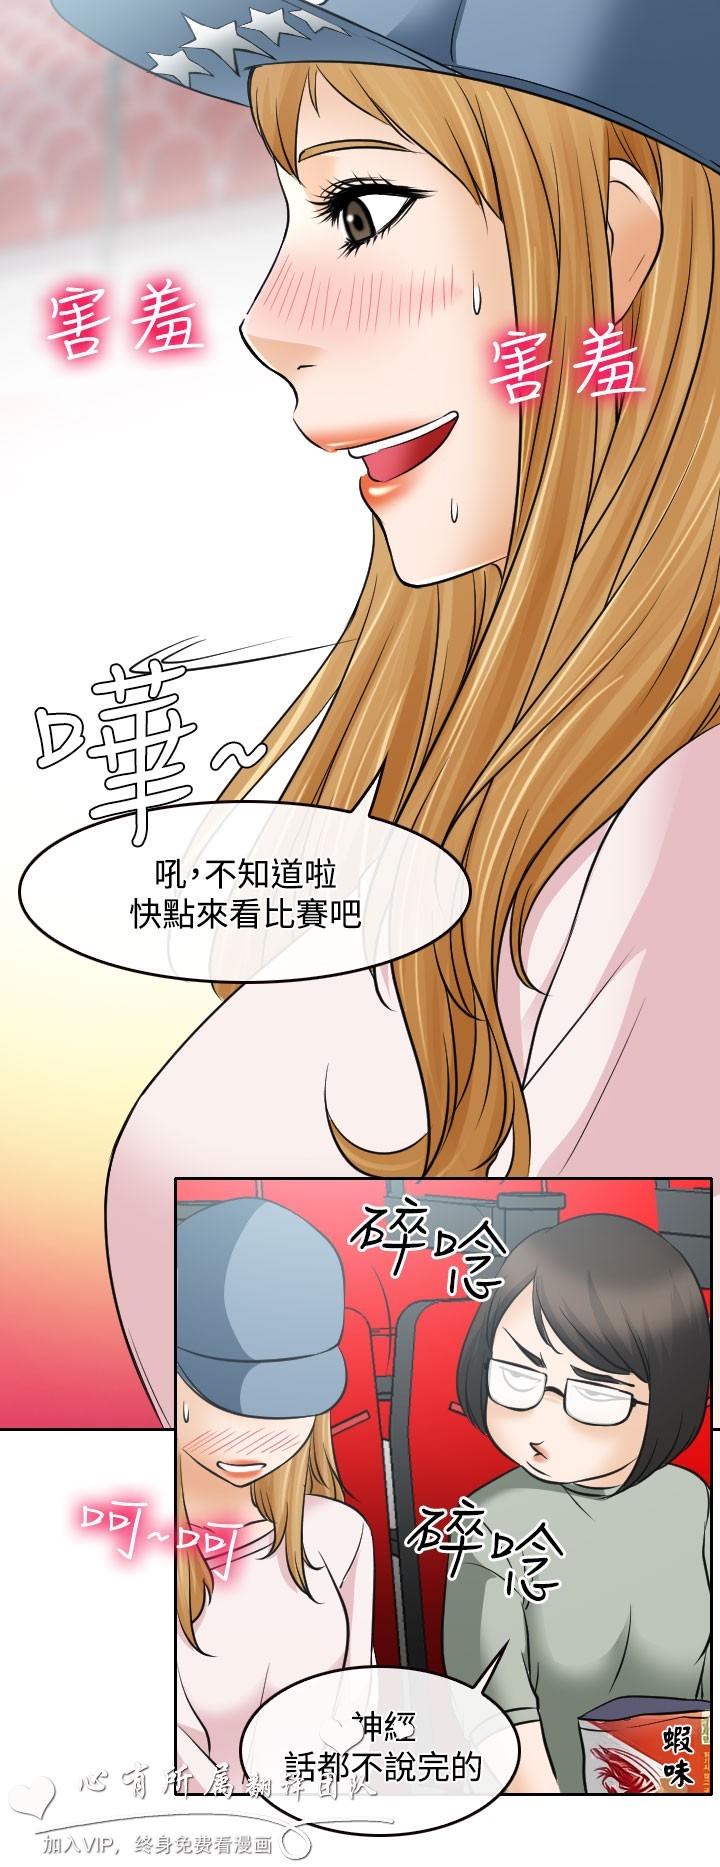 害羞
害羞
嘩~
吼，不知道啦
快點來看比賽吧
碎唸
碎唸
呵~呵
神經
話都不說完的
蝦味
心有所属翻译团队
加入VIP，终身免费看漫画